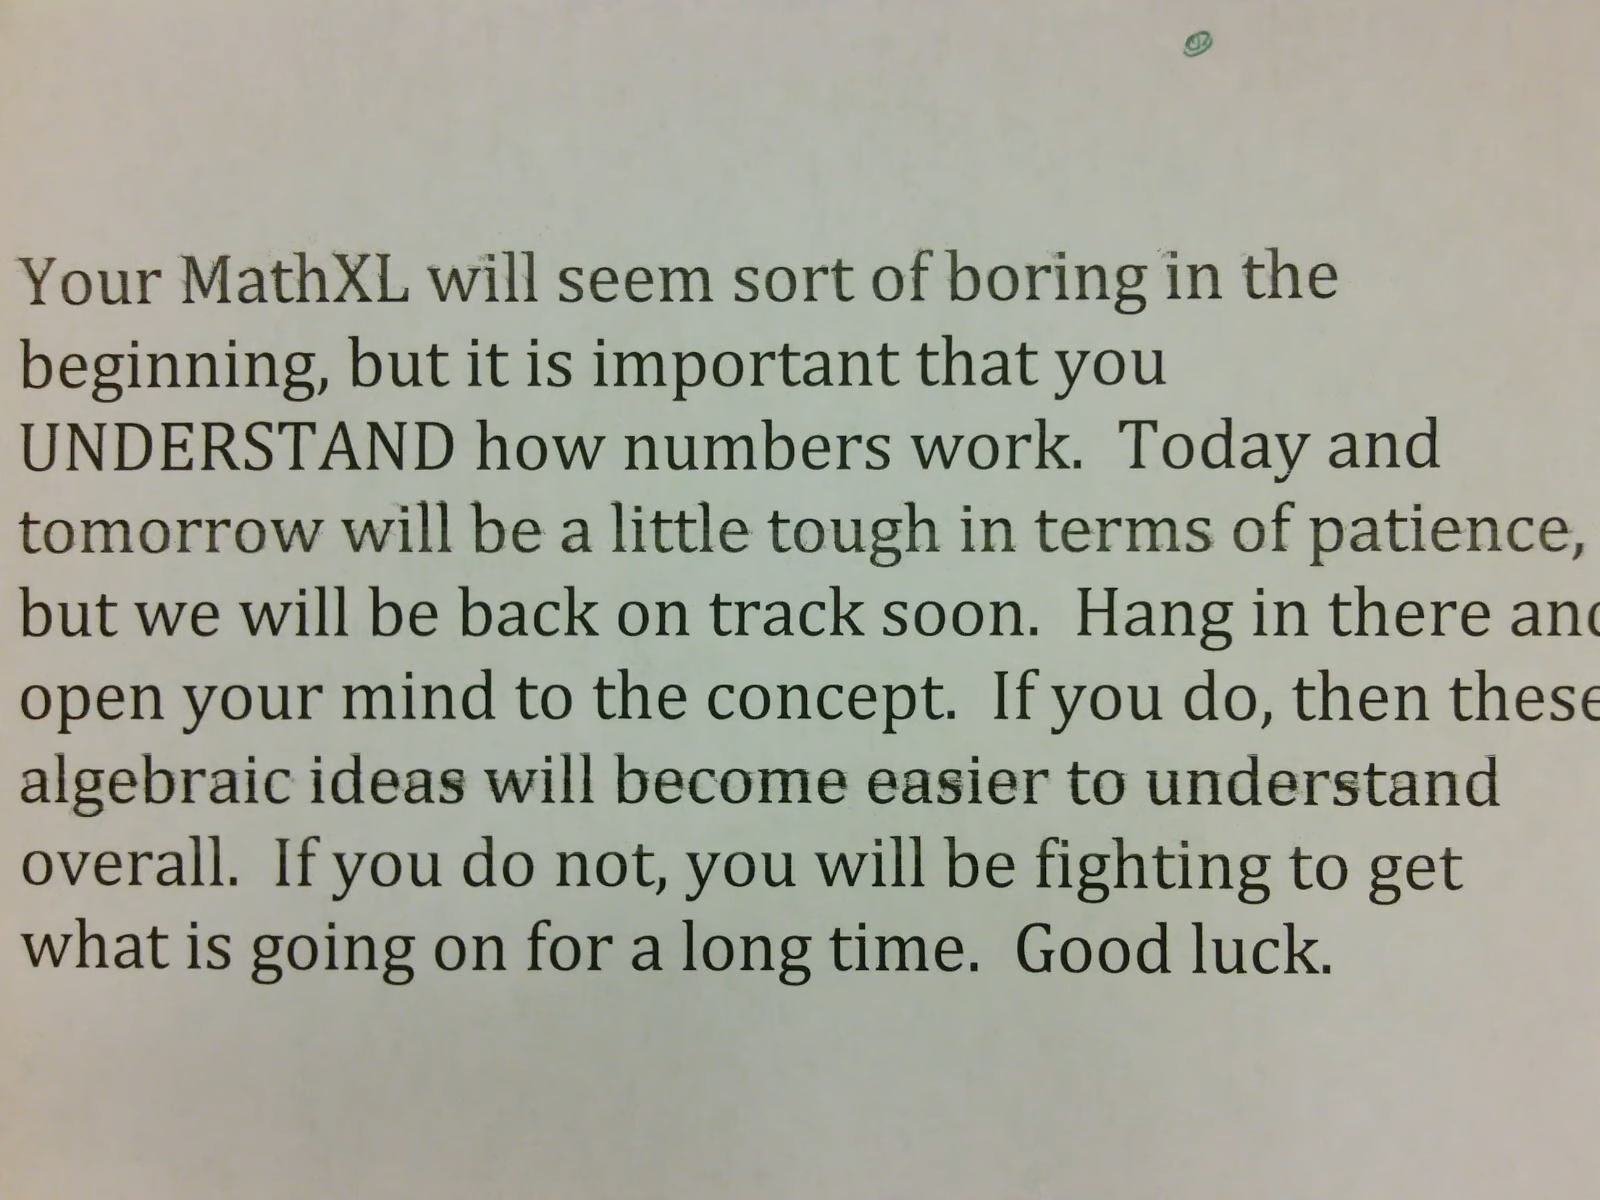 Your MathXL will seem sort of boring in the
beginning, but it is important that you
UNDERSTAND how numbers work.  Today and
tomorrow will be a little tough in terms of patience,
but we will be back on track soon.  Hang in there and
open your mind to the concept.  If you do, then these
algebraic ideas will become easier to understand
overall.  If you do not, you will be fighting to get
what is going on for a long time.  Good luck.